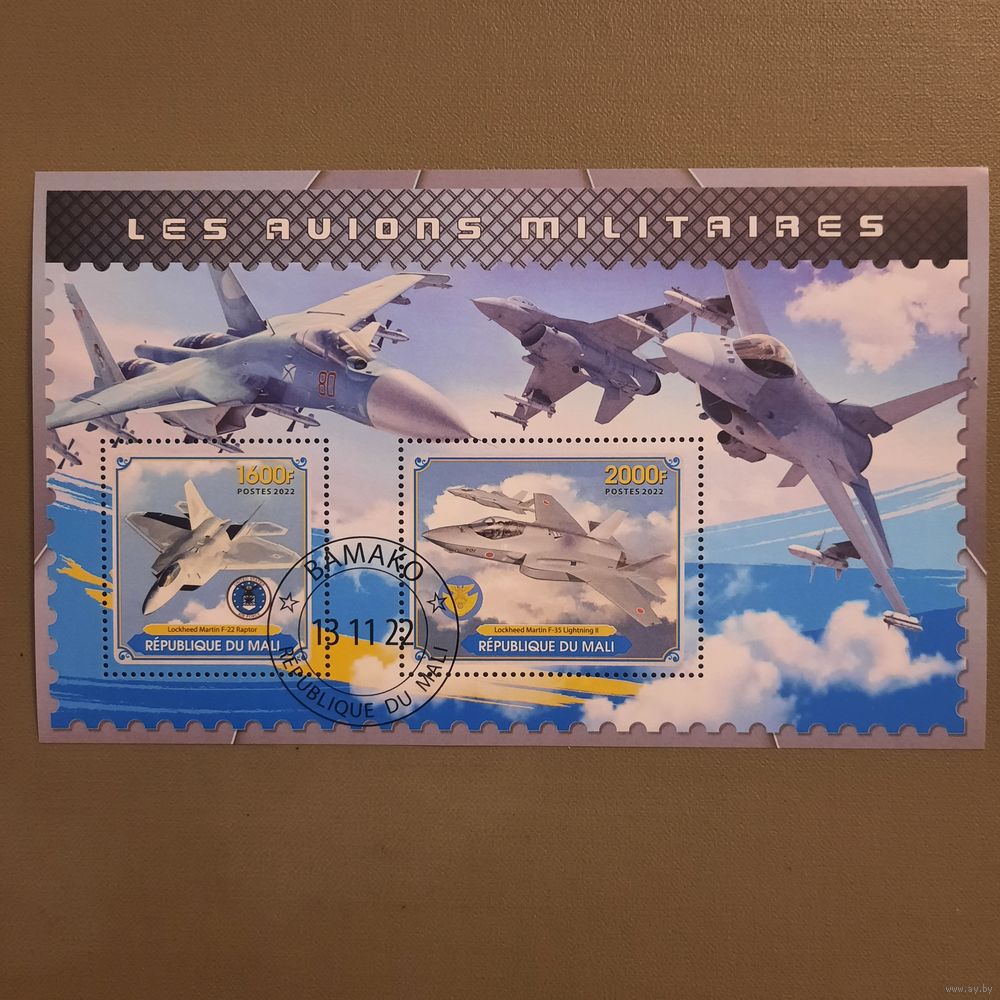 LES AVIONS MILITAIRES
80
1600F
POSTES 2022
Lockheed Martin F-22 Raptor
RÉPUBLIQUE DU MALI
2000F
POSTES 2022
Lockheed Martin F-35 Lightning II
RÉPUBLIQUE DU MALI
BAMAKO
13 11 22
RÉPUBLIQUE DU MALI
www.ay.by